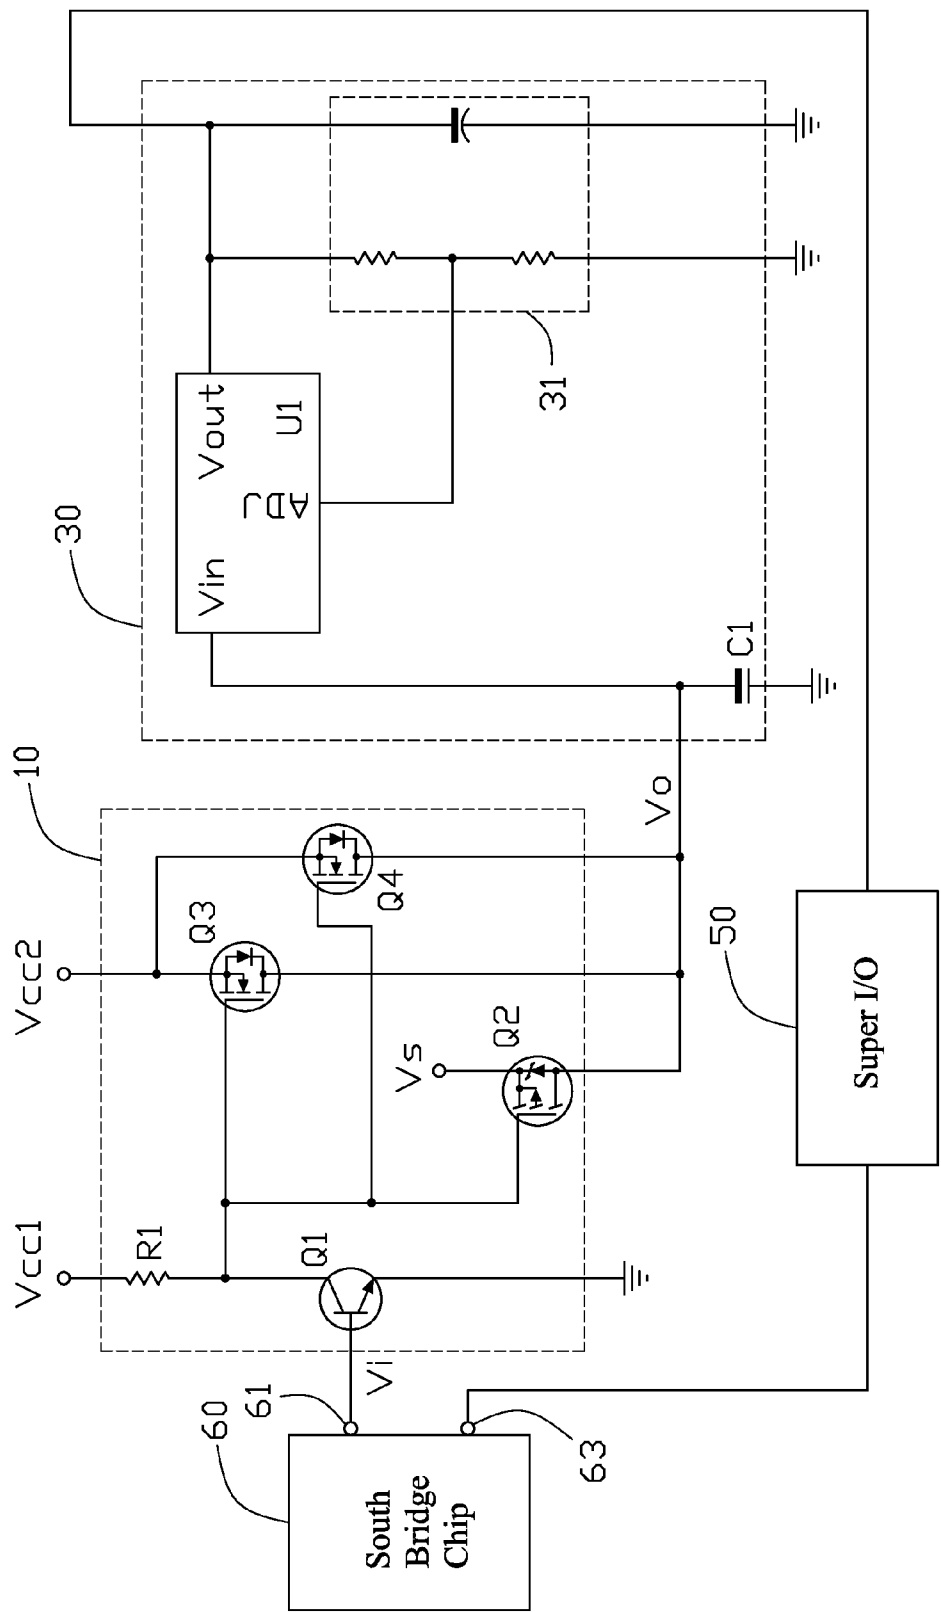 Vcc1
Vcc2
10
30
R1
Q3
Vin
Vout
U1
ADJ
Q1
Q4
31
60
61
Vi
Vs
Q2
Vo
C1
South
Bridge
Chip
63
50
Super I/O